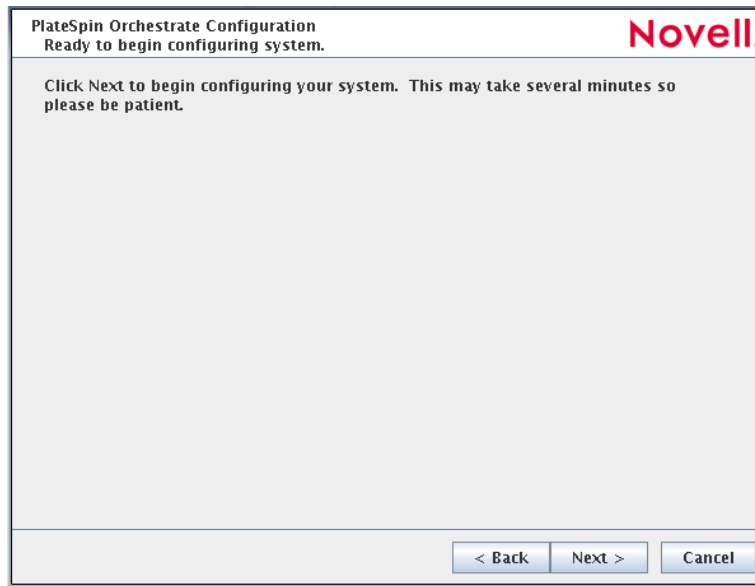 PlateSpin Orchestrate Configuration
Ready to begin configuring system.
Novell.
Click Next to begin configuring your system. This may take several minutes so
please be patient.
< Back
Next >
Cancel